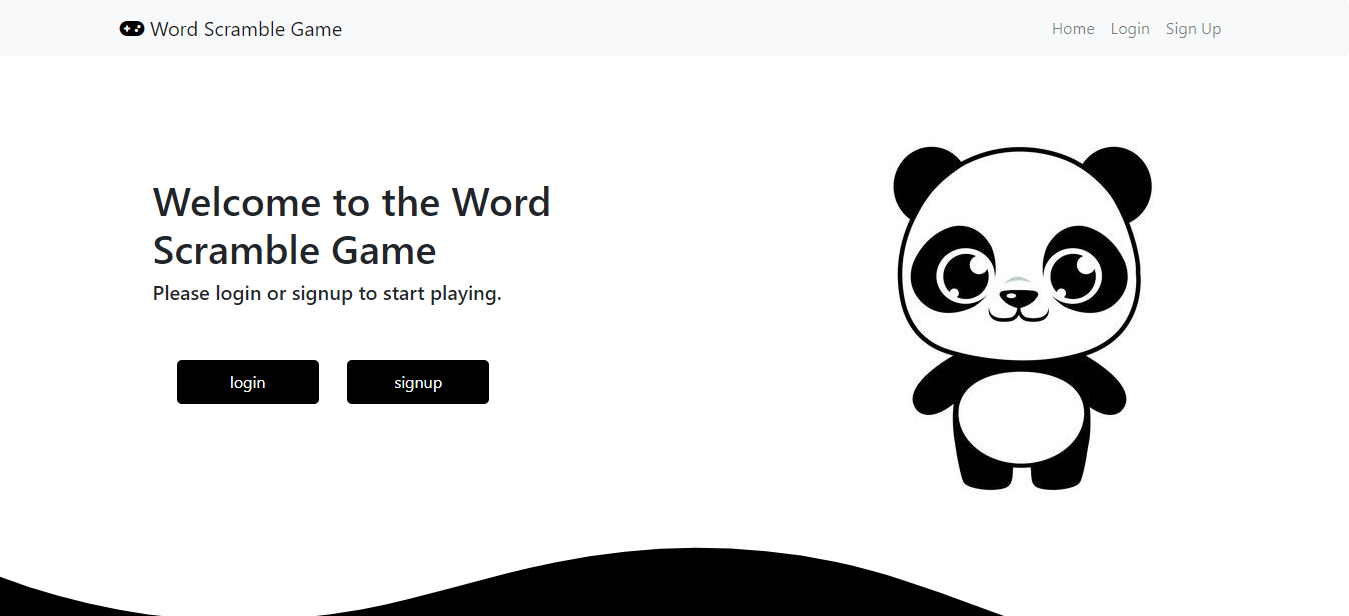 Word Scramble Game
Home Login Sign Up
Welcome to the Word
Scramble Game
Please login or signup to start playing.
login signup